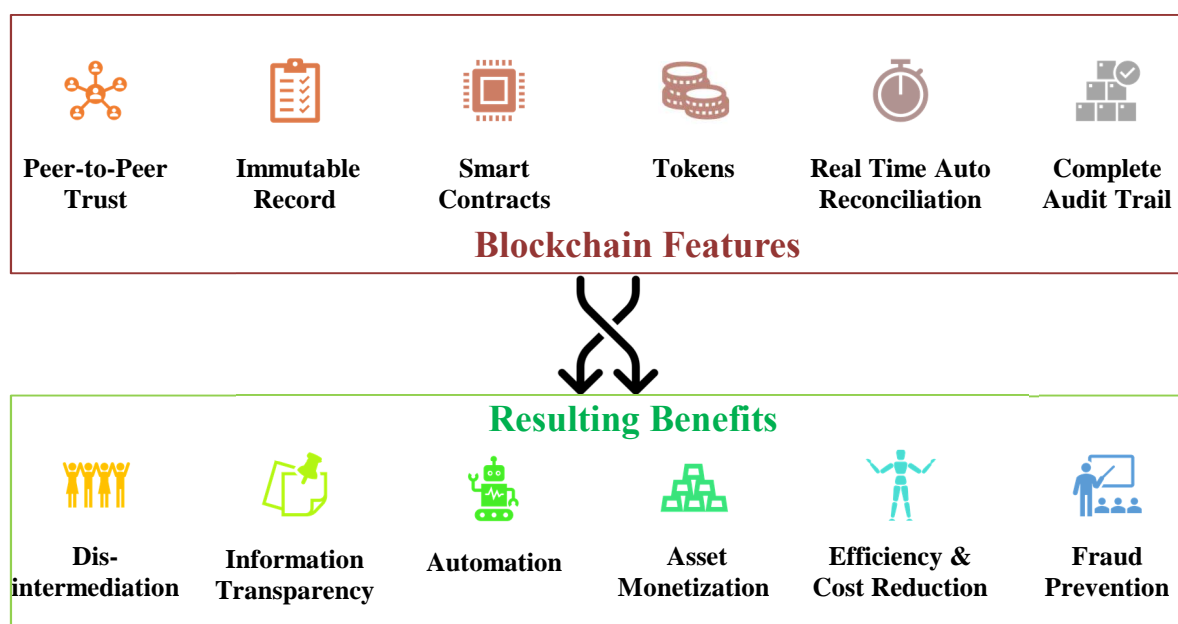 Peer-to-Peer
Trust
Immutable
Record
Smart
Contracts
Tokens
Real Time Auto
Reconciliation
Complete
Audit Trail
Blockchain Features
Resulting Benefits
Dis-
intermediation
Information
Transparency
Automation
Asset
Monetization
Efficiency &
Cost Reduction
Fraud
Prevention